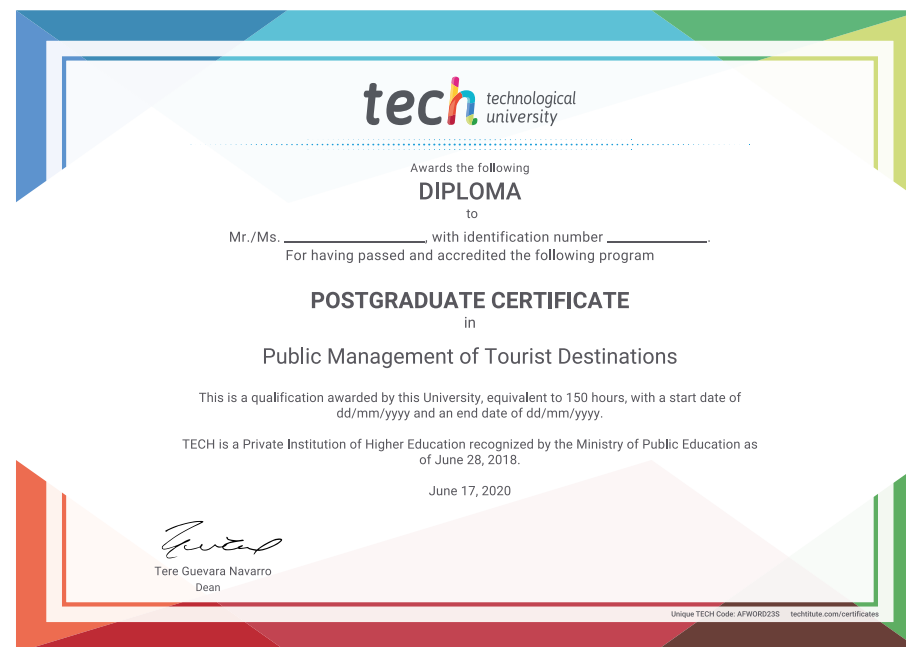 tech technological
university
Awards the following
DIPLOMA
to
Mr./Ms. ____________________, with identification number ______________.
For having passed and accredited the following program
POSTGRADUATE CERTIFICATE
in
Public Management of Tourist Destinations
This is a qualification awarded by this University, equivalent to 150 hours, with a start date of
dd/mm/yyyy and an end date of dd/mm/yyyy.
TECH is a Private Institution of Higher Education recognized by the Ministry of Public Education as
of June 28, 2018.
June 17, 2020
Tere Guevara Navarro
Dean
Unique TECH Code: AFWORD23S techtitute.com/certificates